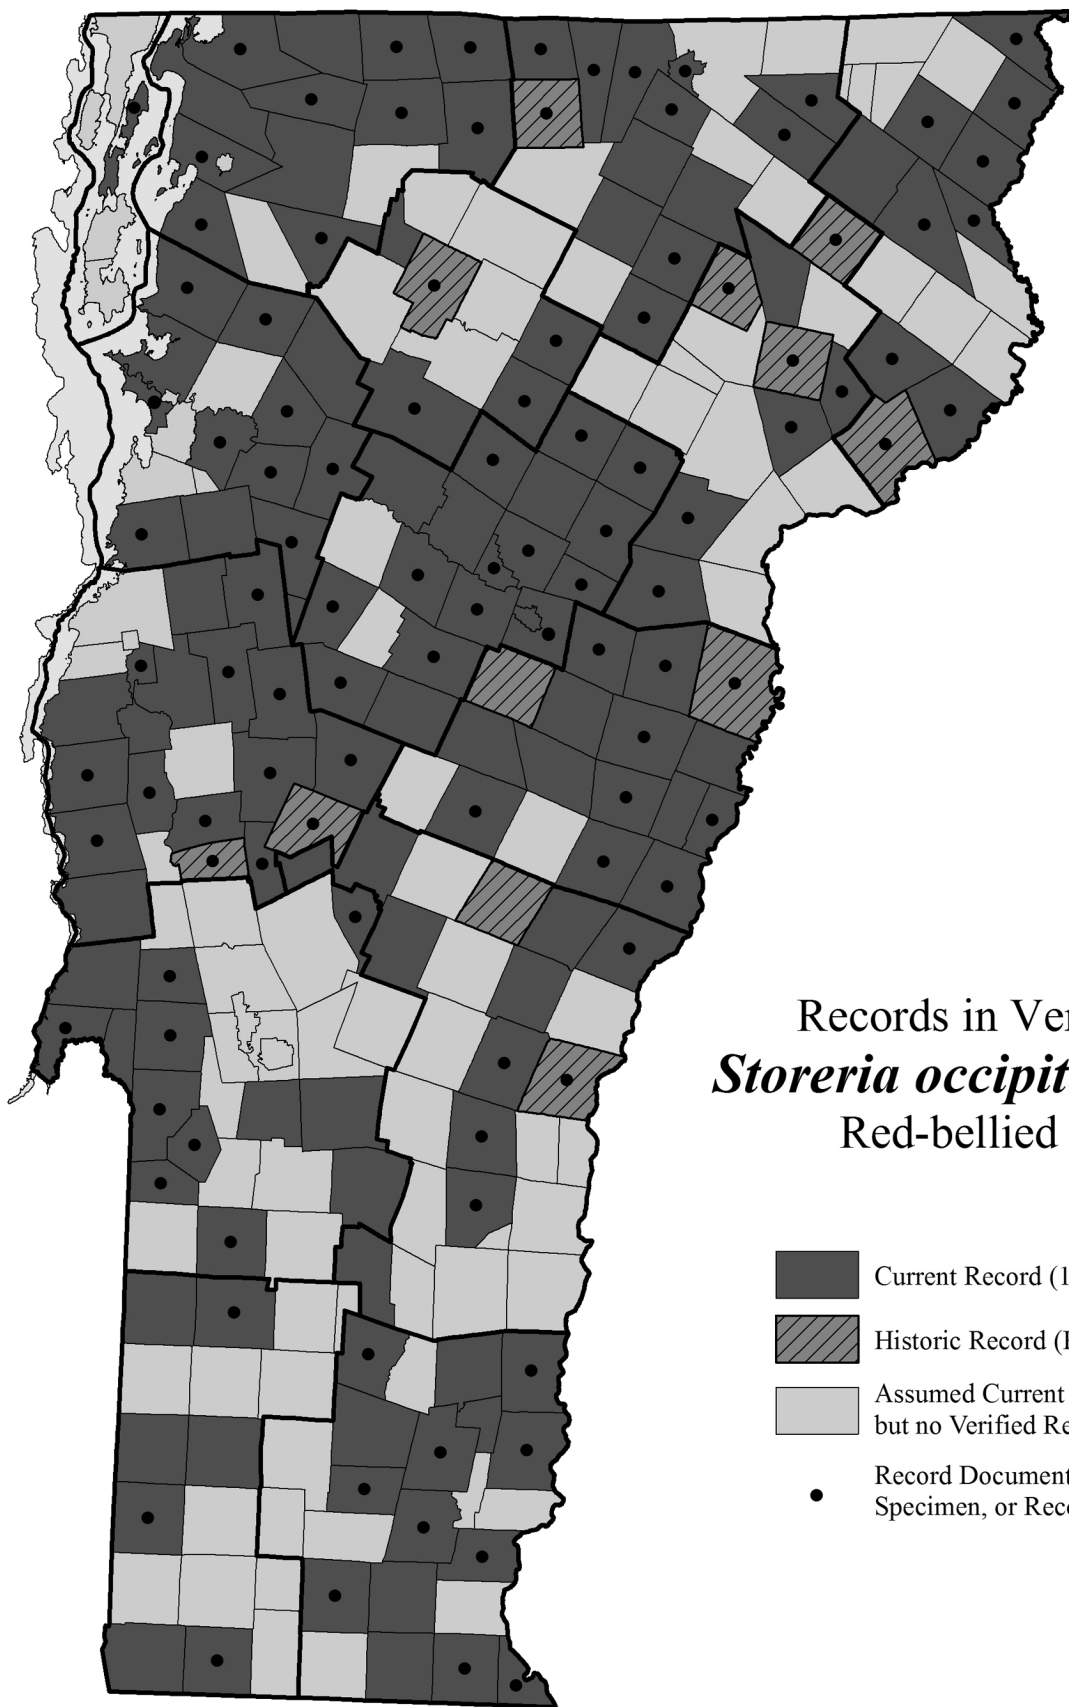 Records in Ver
Storeria occipit
Red-bellied
Current Record (1
Historic Record (
Assumed Current
but no Verified Re
Record Document
Specimen, or Reco